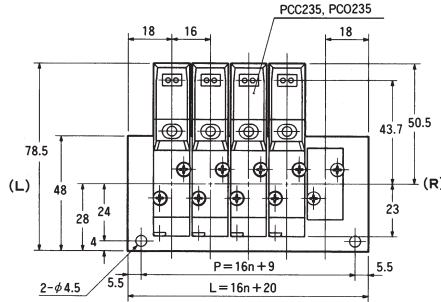 PCC235, PCO235
18
16
18
78.5
48
28
24
4
(L)
43.7
50.5
23
(R)
2-φ4.5
5.5
P=16n+9
5.5
L=16n+20